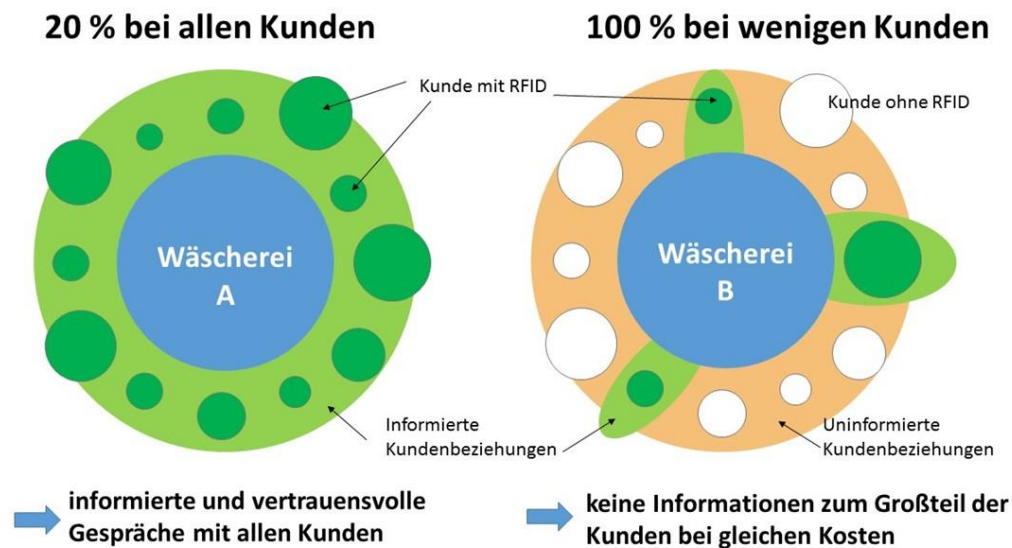 20 % bei allen Kunden
100 % bei wenigen Kunden
Kunde mit RFID
Kunde ohne RFID
Wäscherei
A
Wäscherei
B
Informierte
Kundenbeziehungen
Uninformierte
Kundenbeziehungen
informierte und vertrauensvolle
Gespräche mit allen Kunden
keine Informationen zum Großteil der
Kunden bei gleichen Kosten